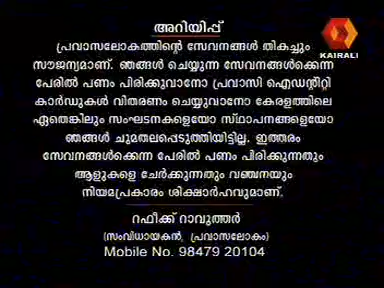 അറിയിപ്പ്
KAIRALI
പ്രവാസലോകത്തിന്റെ സേവനങ്ങൾ തികച്ചും
സൗജന്യമാണ്. ഞങ്ങൾ ചെയ്യുന്ന സേവനങ്ങൾക്കെന്ന
പേരിൽ പണം പിരിക്കുവാനോ പ്രവാസി ഐഡന്റിറ്റി
കാർഡുകൾ വിതരണം ചെയ്യുവാനോ കേരളത്തിലെ
ഏതെങ്കിലും സംഘടനകളെയോ സ്ഥാപനങ്ങളെയോ
ഞങ്ങൾ ചുമതലപ്പെടുത്തിയിട്ടില്ല. ഇത്തരം
സേവനങ്ങൾക്കെന്ന പേരിൽ പണം പിരിക്കുന്നതും
ആളുകളെ ചേർക്കുന്നതും വഞ്ചനയും
നിയമപ്രകാരം ശിക്ഷാർഹവുമാണ്.
റഫീക്ക് റാവുത്തർ
(സംവിധായകൻ, പ്രവാസലോകം)
Mobile No. 98479 20104